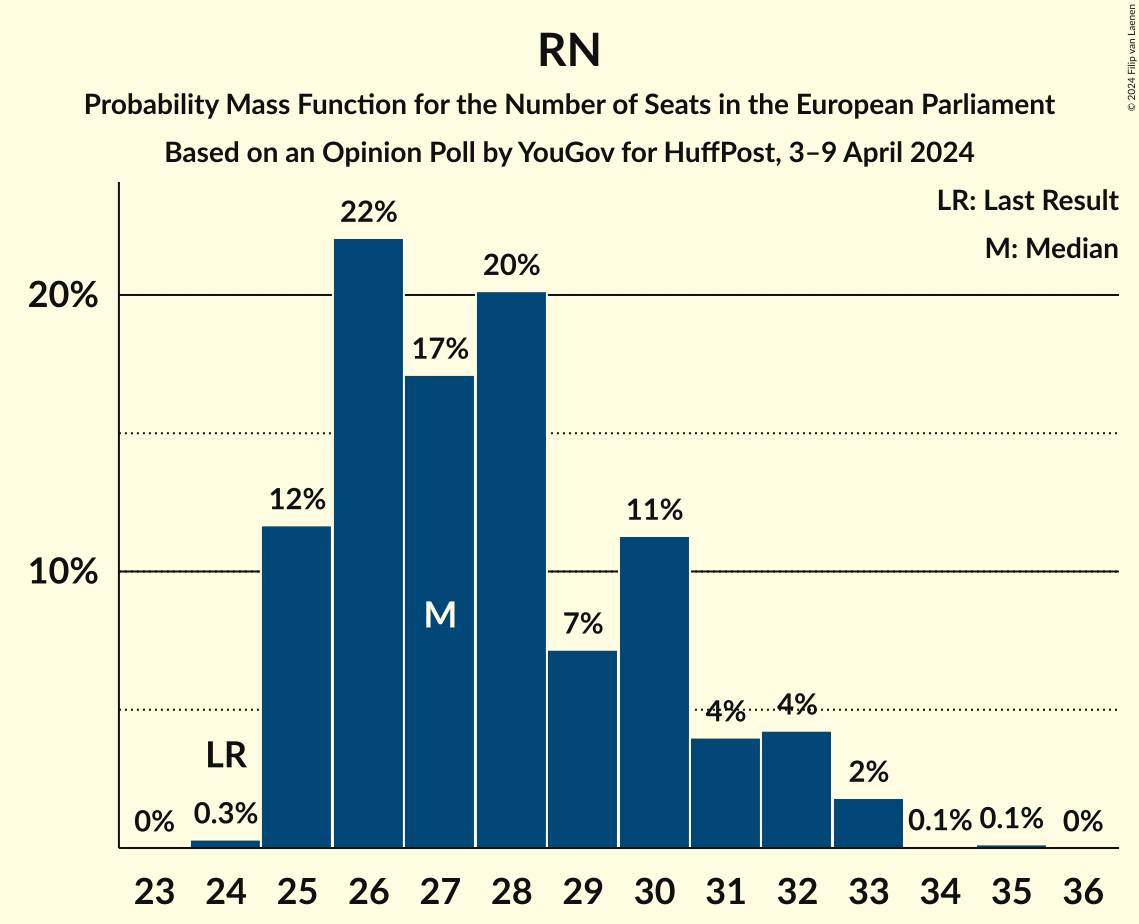 RN
Probability Mass Function for the Number of Seats in the European Parliament
Based on an Opinion Poll by YouGov for HuffPost, 3–9 April 2024
© 2024 Filip van Laenen
LR: Last Result
M: Median
22%
20%
20%
17%
12%
11%
10%
M
7%
4%
4%
LR
2%
0%
0.3%
0.1%
0.1%
0%
23 24 25 26 27 28 29 30 31 32 33 34 35 36